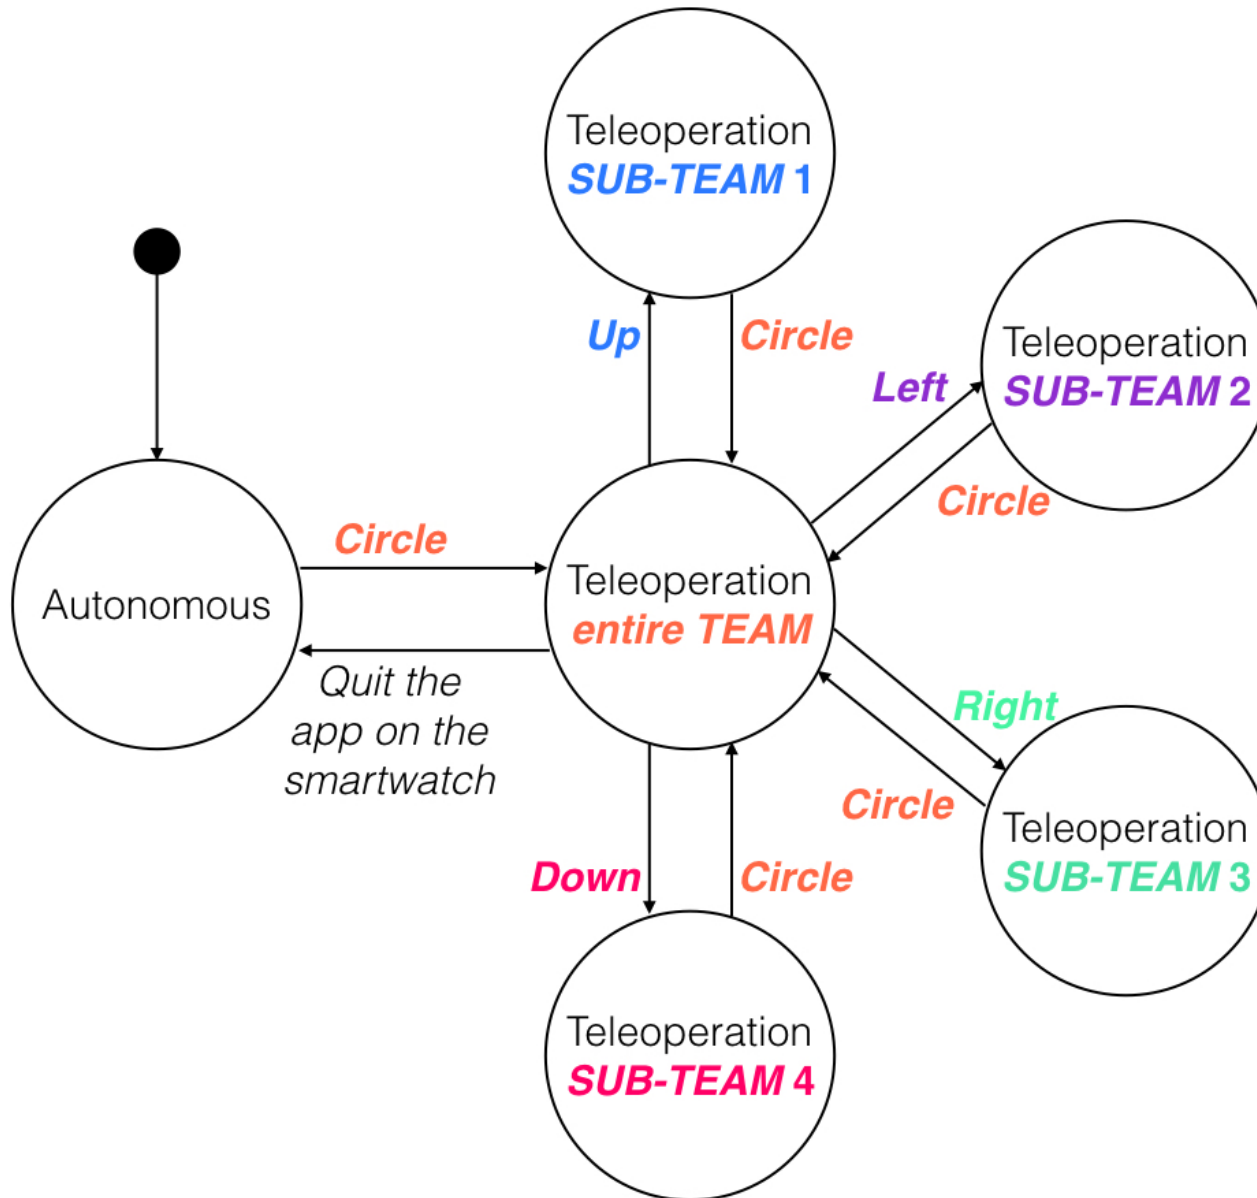 Teleoperation
SUB-TEAM 1
Up
Circle
Teleoperation
SUB-TEAM 2
Left
Circle
Circle
Autonomous
Teleoperation
entire TEAM
Quit the
app on the
smartwatch
Right
Circle
Teleoperation
SUB-TEAM 3
Down
Circle
Teleoperation
SUB-TEAM 4